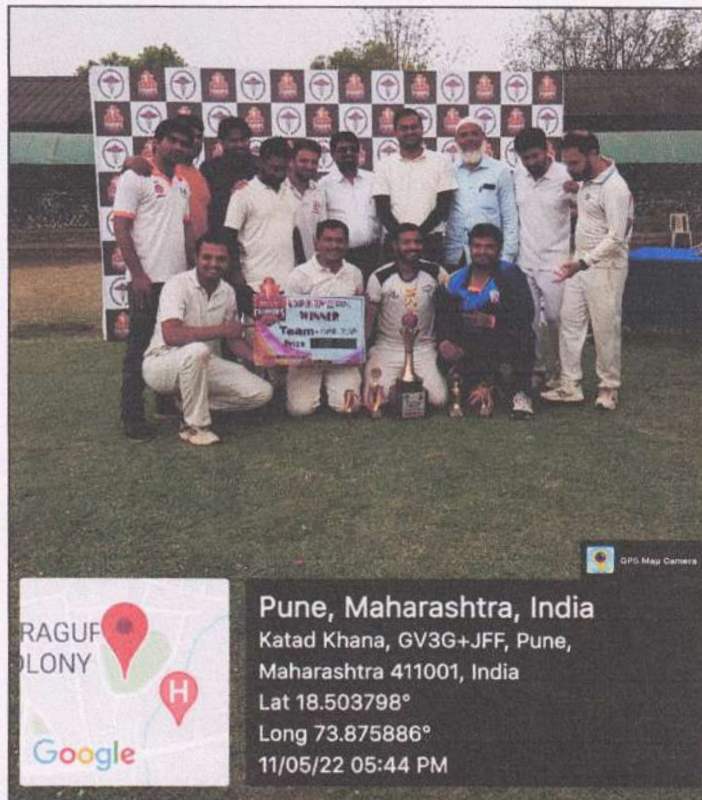 WINNER
Team-
Prize
GPS Map Camera
RAGUF
OLONY
H
Google
Pune, Maharashtra, India
Katad Khana, GV3G+JFF, Pune,
Maharashtra 411001, India
Lat 18.503798°
Long 73.875886°
11/05/22 05:44 PM